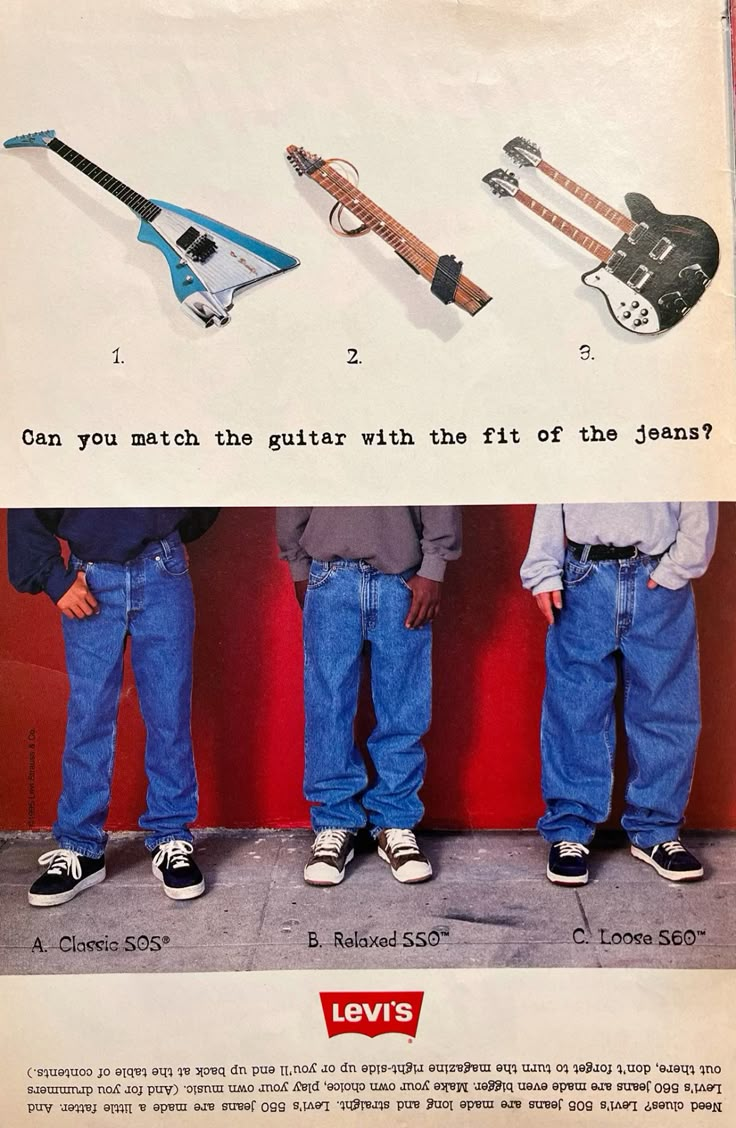 1.
2.
3.
Can you match the guitar with the fit of the jeans?
©1995 Levi Strauss & Co.
A. Classic 505®
B. Relaxed 550™
C. Loose 560™
LEVI'S®
Need clues? Levi's 505 jeans are made long and straight. Levi's 550 jeans are made a little fatter. And
Levi's 560 jeans are made even bigger. Make your own choice, play your own music. (And for you drummers
out there, don't forget to turn the magazine right-side up or you'll end up back at the table of contents.)